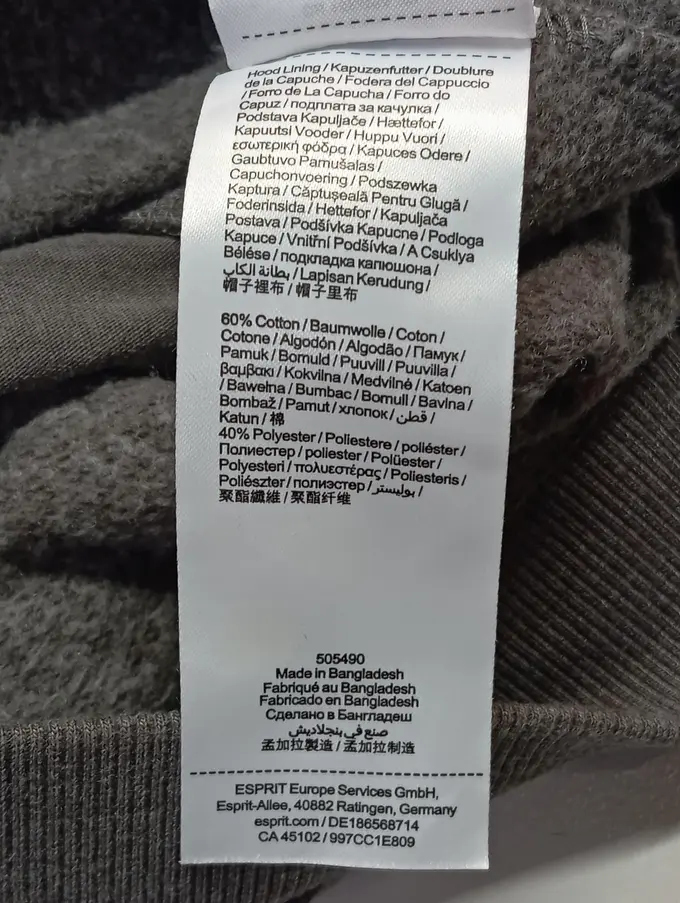 Hood Lining / Kapuzenfutter / Doublure
de la Capuche / Fodera del Cappuccio
/ Forro de La Capucha / Forro do
Capuz / подплата за качулка /
Podstava Kapuljače / Hættefor /
Kapuutsi Vooder / Huppu Vuori /
εσωτερική φόδρα / Kapuces Odere /
Gaubtuvo Pamušalas /
Capuchonvoering / Podszewka
Kaptura / Căptușeală Pentru Glugă /
Foderinsida / Hettefor / Kapuljača
Postava / Podšívka Kapucne / Podloga
Kapuce / Vnitřní Podšívka / A Csuklya
Bélése / подкладка капюшона /
بطانة الكاب / Lapisan Kerudung /
帽子裡布 / 帽子里布
60% Cotton / Baumwolle / Coton /
Cotone / Algodón / Algodão / Памук /
Pamuk / Bomuld / Puuvill / Puuvilla /
βαμβακι / Kokvilna / Medvilnė / Katoen
/ Bawełna / Bumbac / Bomull / Bavlna /
Bombaž / Pamut / хлопок / قطن /
Katun / 棉
40% Polyester / Poliestere / poliéster /
Полиестер / poliester / Polüester /
Polyesteri / πολυεστέρας / Poliesteris /
Poliészter / полиэстер / بوليستر /
聚酯纖維 / 聚酯纤维
505490
Made in Bangladesh
Fabriqué au Bangladesh
Fabricado en Bangladesh
Сделано в Бангладеш
صنع في بنجلاديش
孟加拉製造 / 孟加拉制造
ESPRIT Europe Services GmbH,
Esprit-Allee, 40882 Ratingen, Germany
esprit.com / DE186568714
CA 45102 / 997CC1E809